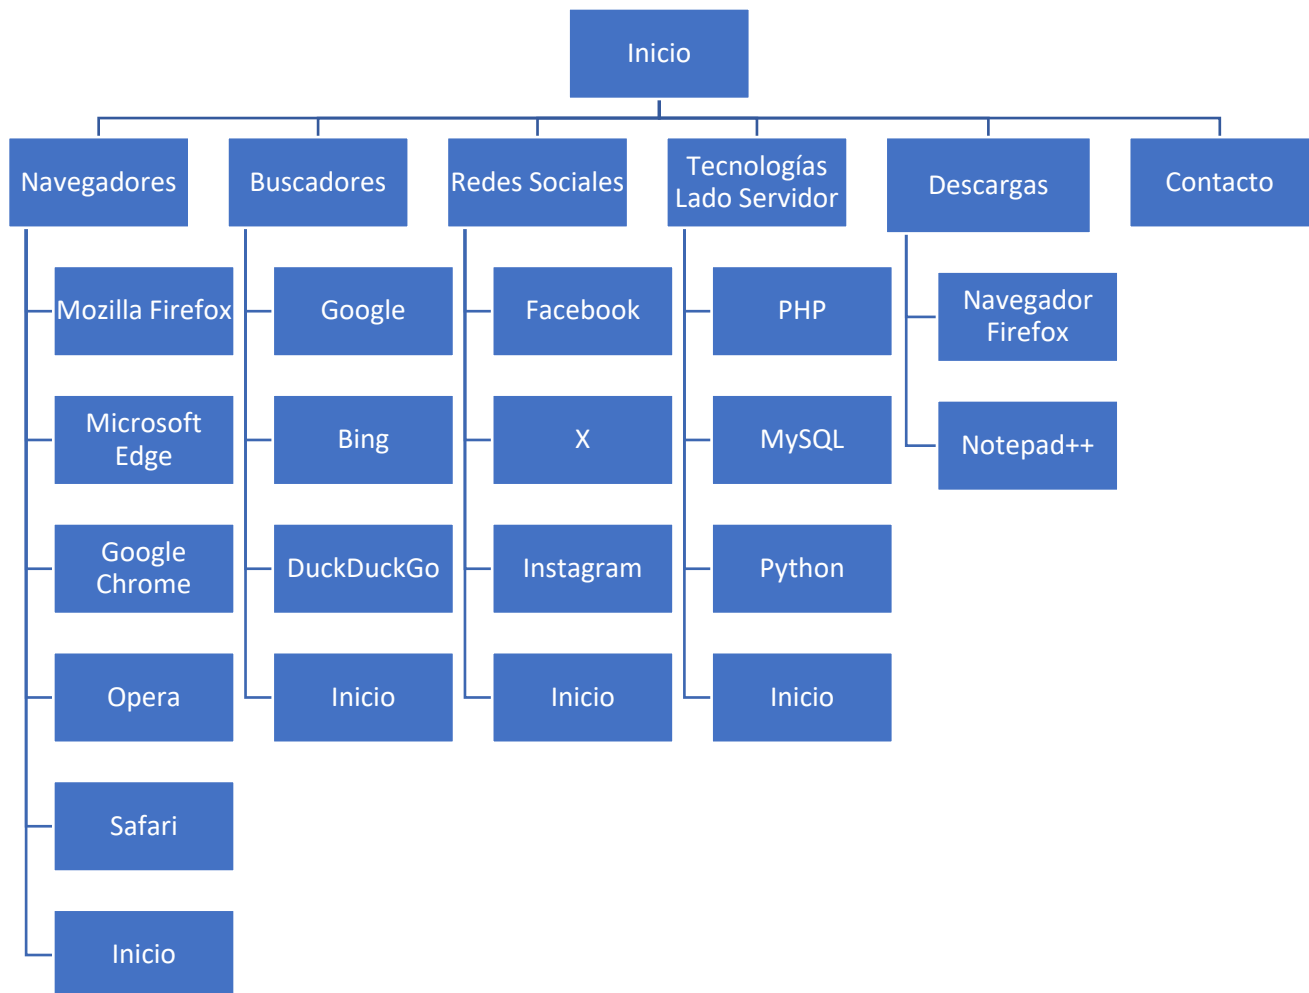 Inicio
Navegadores
Buscadores
Redes Sociales
Tecnologías
Lado Servidor
Descargas
Contacto
Mozilla Firefox
Microsoft
Edge
Google
Chrome
Opera
Safari
Inicio
Google
Bing
DuckDuckGo
Inicio
Facebook
X
Instagram
Inicio
PHP
MySQL
Python
Inicio
Navegador
Firefox
Notepad++